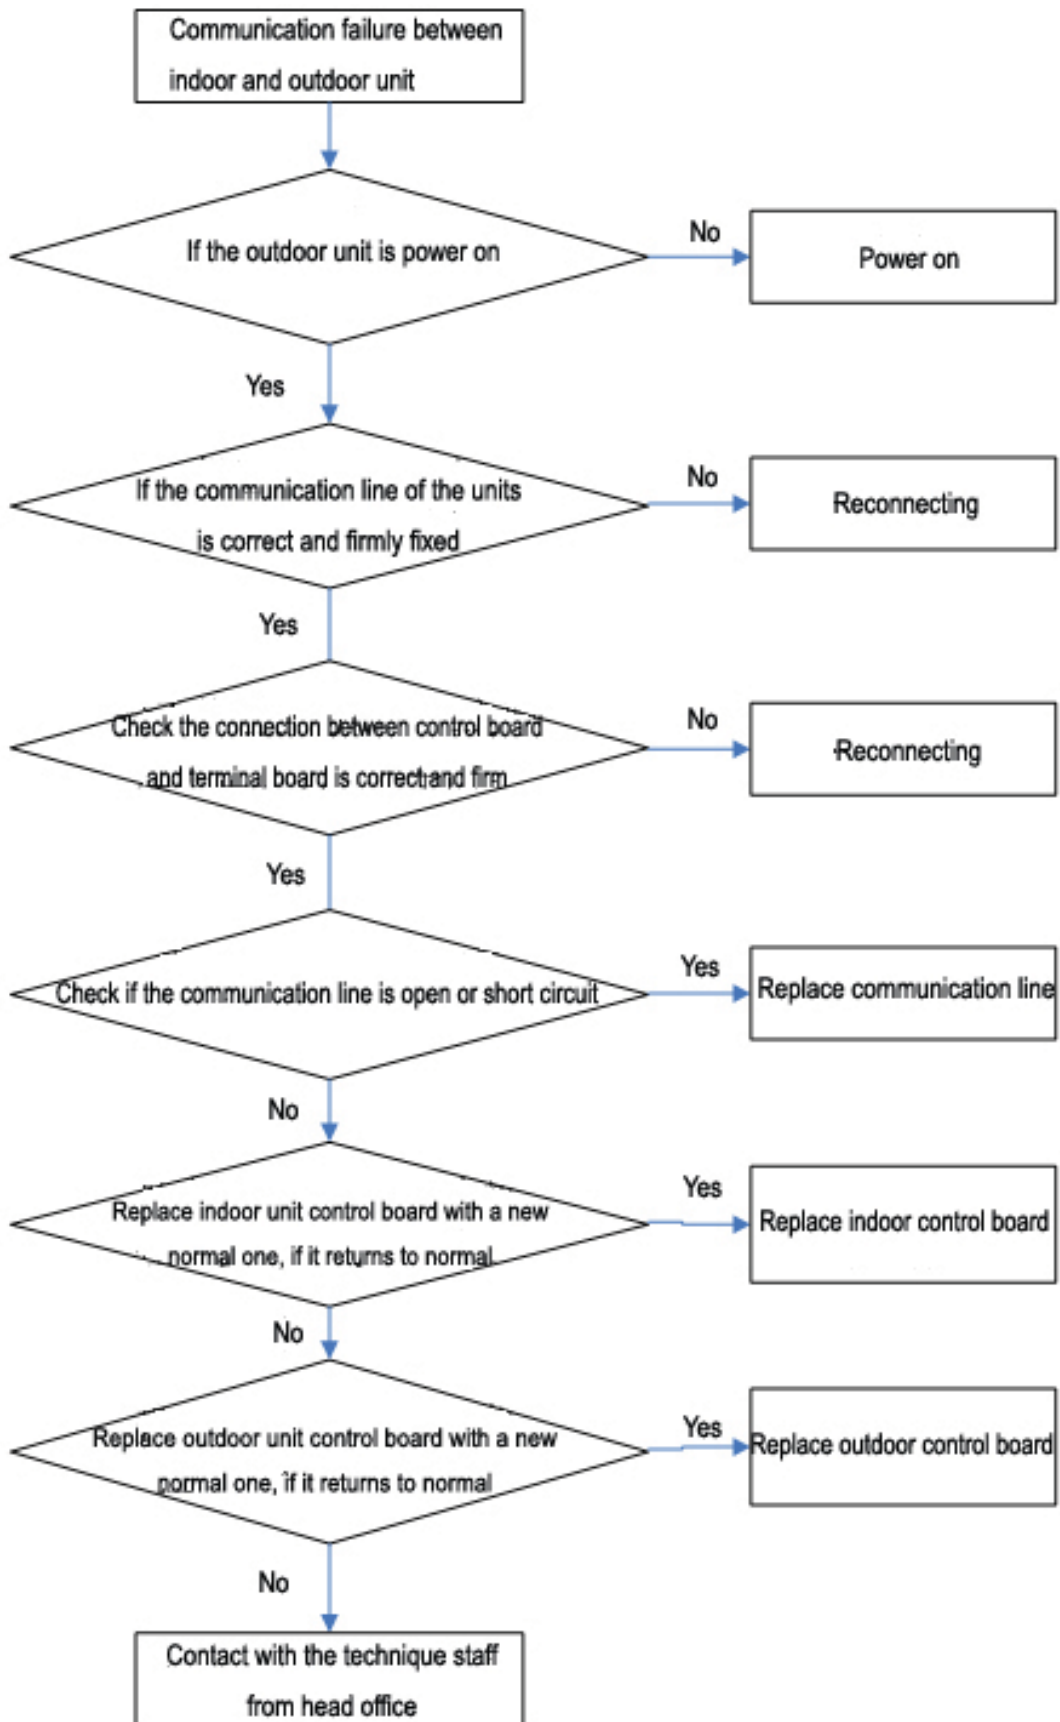 Communication failure between
indoor and outdoor unit
If the outdoor unit is power on
No
Power on
Yes
If the communication line of the units
is correct and firmly fixed
No
Reconnecting
Yes
Check the connection between control board
and terminal board is correct and firm
No
Reconnecting
Yes
Check if the communication line is open or short circuit
Yes
Replace communication line
No
Replace indoor unit control board with a new
normal one, if it returns to normal
Yes
Replace indoor control board
No
Replace outdoor unit control board with a new
normal one, if it returns to normal
Yes
Replace outdoor control board
No
Contact with the technique staff
from head office